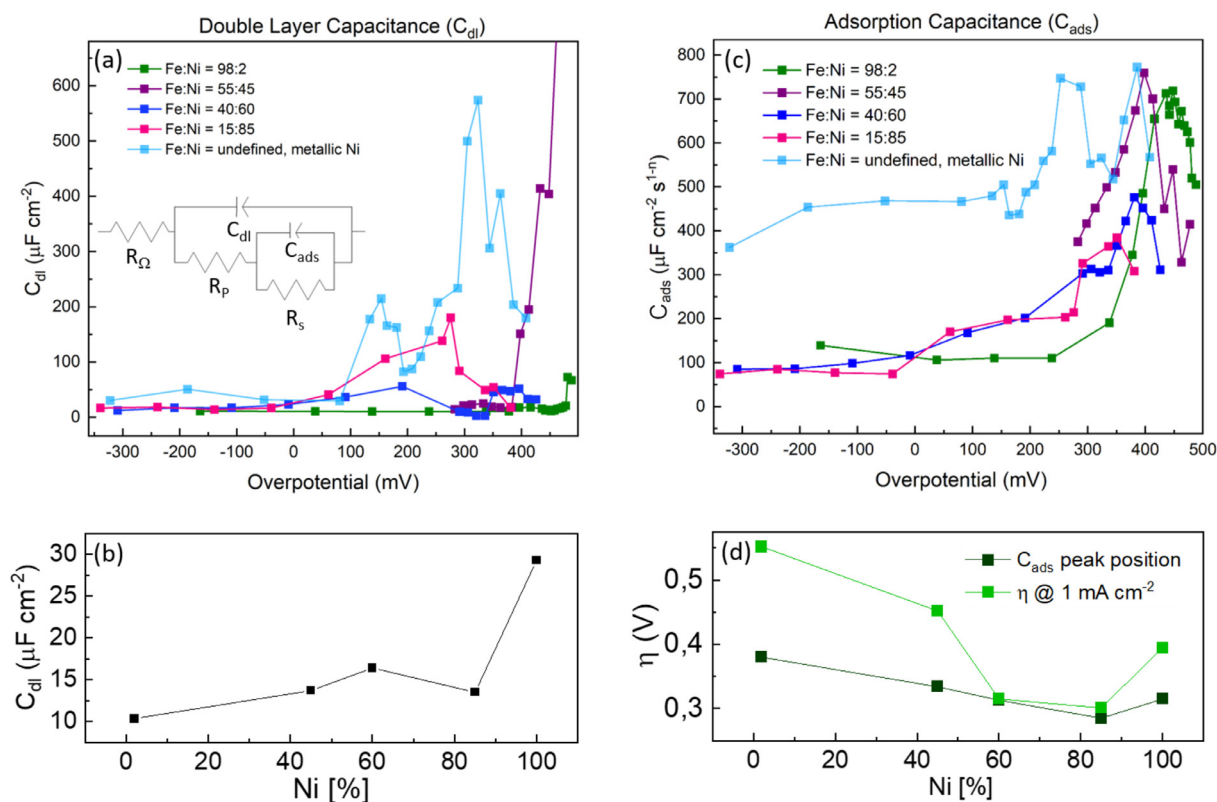 Double Layer Capacitance (Cdl)
(a)
Fe:Ni = 98:2
Fe:Ni = 55:45
Fe:Ni = 40:60
Fe:Ni = 15:85
Fe:Ni = undefined, metallic Ni
600
500
400
300
200
100
0
Cdl (μF cm-2)
RΩ
Cdl
RP
Cads
Rs
-300 -200 -100 0 100 200 300 400
Overpotential (mV)
Adsorption Capacitance (Cads)
(c)
Fe:Ni = 98:2
Fe:Ni = 55:45
Fe:Ni = 40:60
Fe:Ni = 15:85
Fe:Ni = undefined, metallic Ni
800
700
600
500
400
300
200
100
0
Cads (μF cm-2 s1-n)
-300 -200 -100 0 100 200 300 400 500
Overpotential (mV)
(b)
30
25
20
15
10
Cdl (μF cm-2)
0 20 40 60 80 100
Ni [%]
(d)
Cads peak position
η @ 1 mA cm-2
0,5
0,4
0,3
η (V)
0 20 40 60 80 100
Ni [%]